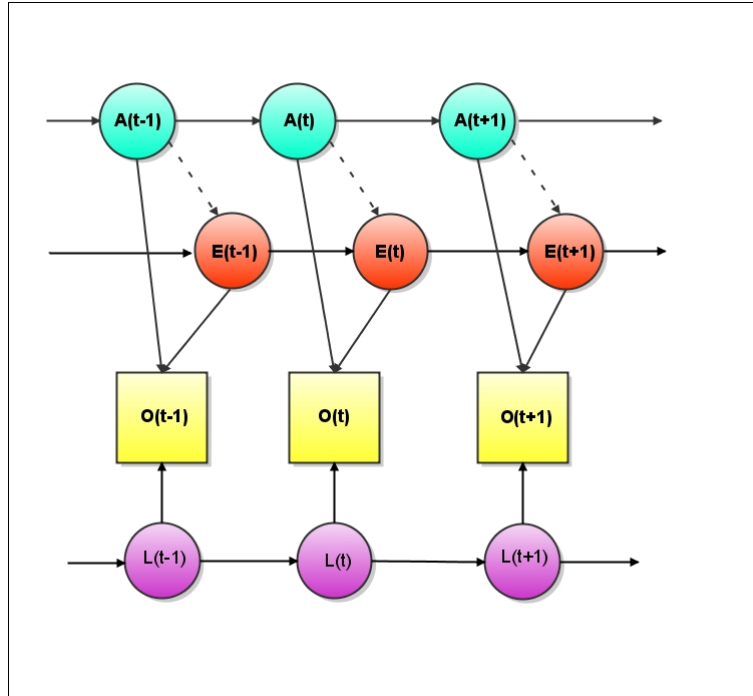 A(t-1)
A(t)
A(t+1)
E(t-1)
E(t)
E(t+1)
O(t-1)
O(t)
O(t+1)
L(t-1)
L(t)
L(t+1)